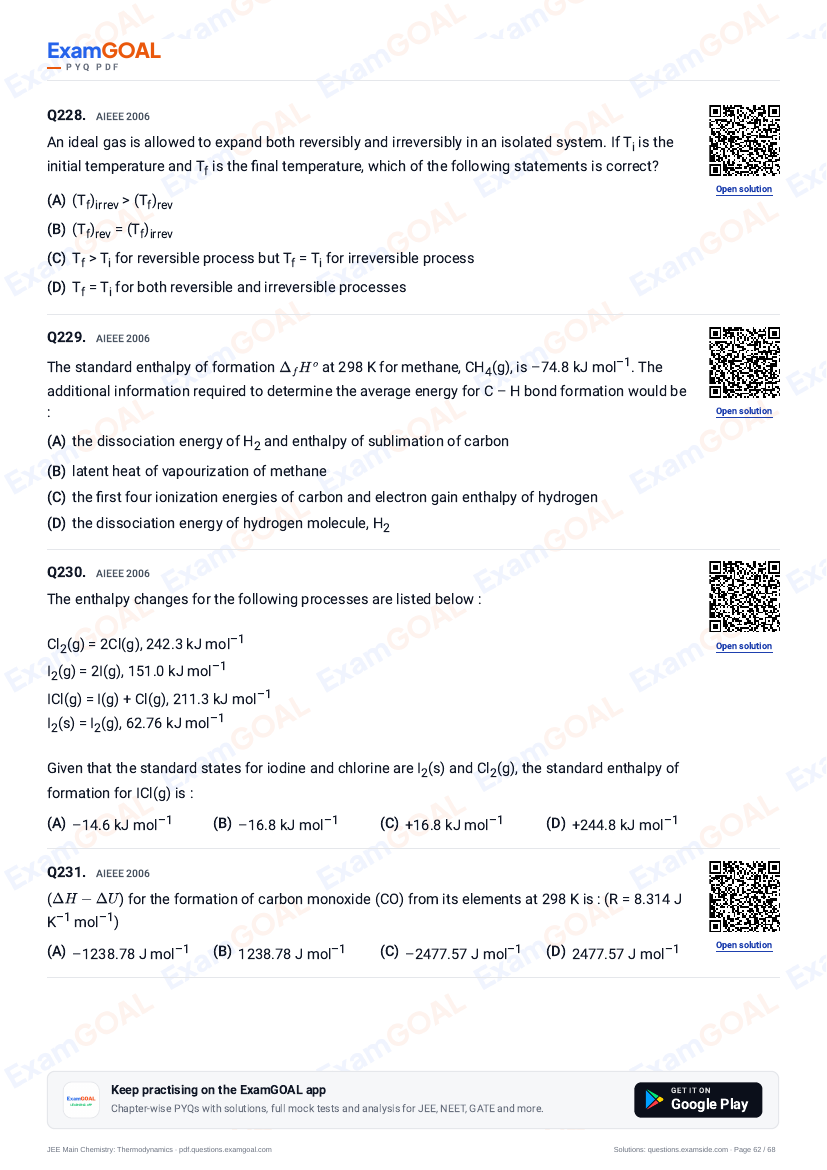 ExamGOAL
PYQ PDF
Q228. AIEEE 2006
An ideal gas is allowed to expand both reversibly and irreversibly in an isolated system. If Tᵢ is the
initial temperature and T_f is the final temperature, which of the following statements is correct?
Open solution
(A) (T_f)irrev > (T_f)rev
(B) (T_f)rev = (T_f)irrev
(C) T_f > Tᵢ for reversible process but T_f = Tᵢ for irreversible process
(D) T_f = Tᵢ for both reversible and irreversible processes
Q229. AIEEE 2006
The standard enthalpy of formation Δ_f H° at 298 K for methane, CH₄(g), is −74.8 kJ mol⁻¹. The
additional information required to determine the average energy for C − H bond formation would be
:
Open solution
(A) the dissociation energy of H₂ and enthalpy of sublimation of carbon
(B) latent heat of vapourization of methane
(C) the first four ionization energies of carbon and electron gain enthalpy of hydrogen
(D) the dissociation energy of hydrogen molecule, H₂
Q230. AIEEE 2006
The enthalpy changes for the following processes are listed below :
Open solution
Cl₂(g) = 2Cl(g), 242.3 kJ mol⁻¹
I₂(g) = 2I(g), 151.0 kJ mol⁻¹
ICl(g) = I(g) + Cl(g), 211.3 kJ mol⁻¹
I₂(s) = I₂(g), 62.76 kJ mol⁻¹
Given that the standard states for iodine and chlorine are I₂(s) and Cl₂(g), the standard enthalpy of
formation for ICl(g) is :
(A) −14.6 kJ mol⁻¹ (B) −16.8 kJ mol⁻¹ (C) +16.8 kJ mol⁻¹ (D) +244.8 kJ mol⁻¹
Q231. AIEEE 2006
(ΔH − ΔU) for the formation of carbon monoxide (CO) from its elements at 298 K is : (R = 8.314 J
K⁻¹ mol⁻¹)
Open solution
(A) −1238.78 J mol⁻¹ (B) 1238.78 J mol⁻¹ (C) −2477.57 J mol⁻¹ (D) 2477.57 J mol⁻¹
Keep practising on the ExamGOAL app
Chapter-wise PYQs with solutions, full mock tests and analysis for JEE, NEET, GATE and more.
GET IT ON
Google Play
JEE Main Chemistry: Thermodynamics · pdf.questions.examgoal.com
Solutions: questions.examside.com · Page 62 / 68